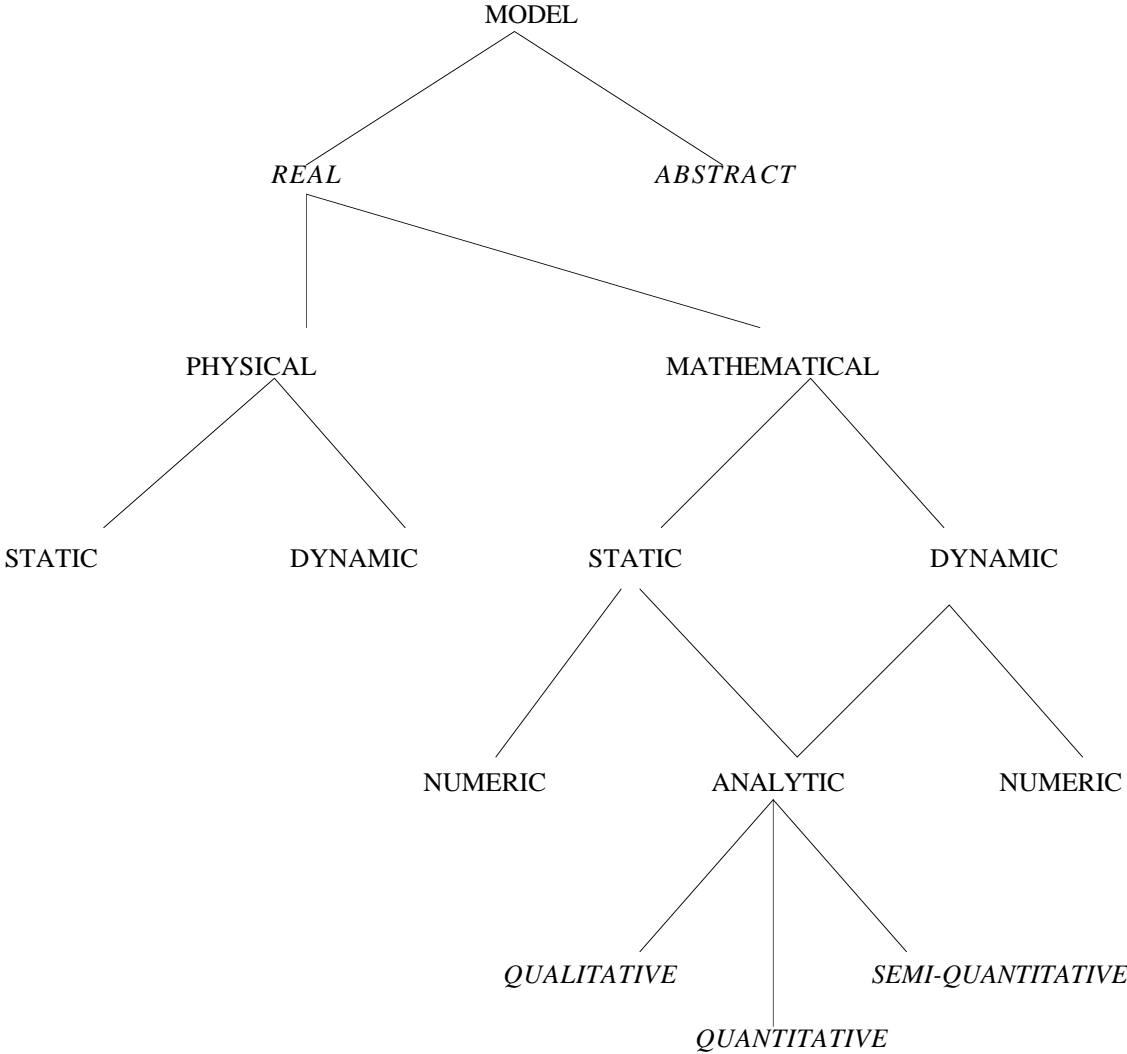 MODEL
REAL
ABSTRACT
PHYSICAL
MATHEMATICAL
STATIC
DYNAMIC
STATIC
DYNAMIC
NUMERIC
ANALYTIC
NUMERIC
QUALITATIVE
SEMI-QUANTITATIVE
QUANTITATIVE